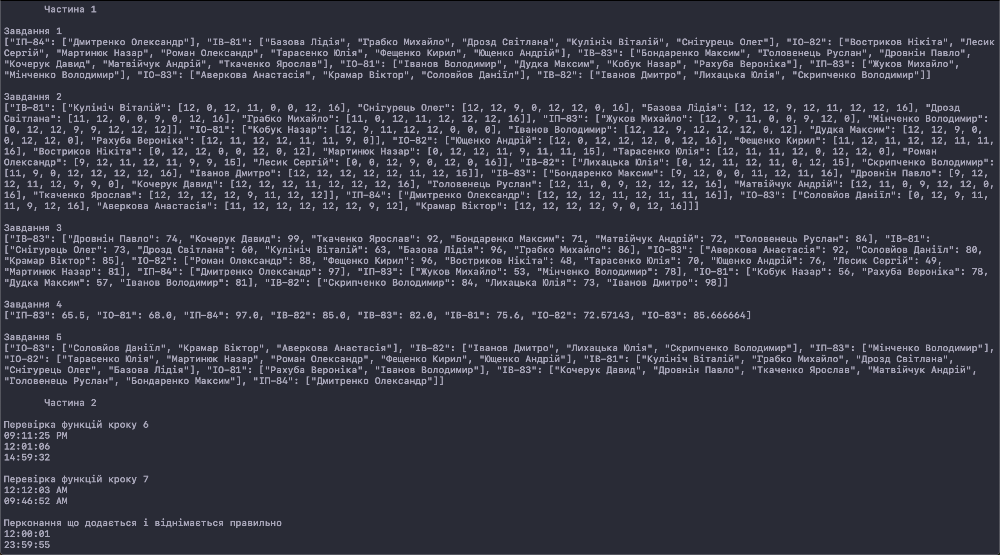 Частина 1
Завдання 1
["ІП-84": ["Дмитренко Олександр"], "ІВ-81": ["Базова Лідія", "Грабко Михайло", "Дрозд Світлана", "Кулініч Віталій", "Снігурець Олег"], "ІО-82": ["Востриков Нікіта", "Лесик
Сергій", "Мартинюк Назар", "Роман Олександр", "Тарасенко Юлія", "Фещенко Кирил", "Ющенко Андрій"], "ІВ-83": ["Бондаренко Максим", "Головенець Руслан", "Дровнін Павло",
"Кочерук Давид", "Матвійчук Андрій", "Ткаченко Ярослав"], "ІО-81": ["Іванов Володимир", "Дудка Максим", "Кобук Назар", "Рахуба Вероніка"], "ІП-83": ["Жуков Михайло",
"Мінченко Володимир"], "ІО-83": ["Аверкова Анастасія", "Крамар Віктор", "Соловйов Даніїл"], "ІВ-82": ["Іванов Дмитро", "Лихацька Юлія", "Скрипченко Володимир"]]
Завдання 2
["ІВ-81": ["Кулініч Віталій": [12, 0, 12, 11, 0, 0, 12, 16], "Снігурець Олег": [12, 12, 9, 0, 12, 12, 0, 16], "Базова Лідія": [12, 12, 9, 12, 11, 12, 12, 16], "Дрозд
Світлана": [11, 12, 0, 0, 9, 0, 12, 16], "Грабко Михайло": [11, 0, 12, 11, 12, 12, 12, 16]], "ІП-83": ["Жуков Михайло": [12, 9, 11, 0, 0, 9, 12, 0], "Мінченко Володимир":
[0, 12, 12, 9, 9, 12, 12, 12]], "ІО-81": ["Кобук Назар": [12, 9, 11, 12, 12, 0, 0, 0], "Іванов Володимир": [12, 12, 9, 12, 12, 12, 0, 12], "Дудка Максим": [12, 12, 9, 0,
0, 12, 12, 0], "Рахуба Вероніка": [12, 11, 12, 12, 11, 11, 9, 0]], "ІО-82": ["Ющенко Андрій": [12, 0, 12, 12, 12, 0, 12, 16], "Фещенко Кирил": [11, 12, 11, 12, 12, 11, 11,
16], "Востриков Нікіта": [0, 12, 12, 0, 0, 12, 0, 12], "Мартинюк Назар": [0, 12, 12, 11, 9, 11, 11, 15], "Тарасенко Юлія": [12, 11, 11, 12, 0, 12, 12, 0], "Роман
Олександр": [9, 12, 11, 12, 11, 9, 9, 15], "Лесик Сергій": [0, 0, 12, 9, 0, 12, 0, 16]], "ІВ-82": ["Лихацька Юлія": [0, 12, 11, 12, 11, 0, 12, 15], "Скрипченко Володимир":
[11, 9, 0, 12, 12, 12, 12, 16], "Іванов Дмитро": [12, 12, 12, 12, 12, 11, 12, 15]], "ІВ-83": ["Бондаренко Максим": [9, 12, 0, 0, 11, 12, 11, 16], "Дровнін Павло": [9, 12,
12, 11, 12, 9, 9, 0], "Кочерук Давид": [12, 12, 12, 11, 12, 12, 12, 16], "Головенець Руслан": [12, 11, 0, 9, 12, 12, 12, 16], "Матвійчук Андрій": [12, 11, 0, 9, 12, 12, 0,
16], "Ткаченко Ярослав": [12, 12, 12, 12, 9, 11, 12, 12]], "ІП-84": ["Дмитренко Олександр": [12, 12, 12, 11, 12, 11, 11, 16]], "ІО-83": ["Соловйов Даніїл": [0, 12, 9, 11,
11, 9, 12, 16], "Аверкова Анастасія": [11, 12, 12, 12, 12, 12, 9, 12], "Крамар Віктор": [12, 12, 12, 12, 9, 0, 12, 16]]]
Завдання 3
["ІВ-83": ["Дровнін Павло": 74, "Кочерук Давид": 99, "Ткаченко Ярослав": 92, "Бондаренко Максим": 71, "Матвійчук Андрій": 72, "Головенець Руслан": 84], "ІВ-81":
["Снігурець Олег": 73, "Дрозд Світлана": 60, "Кулініч Віталій": 63, "Базова Лідія": 96, "Грабко Михайло": 86], "ІО-83": ["Аверкова Анастасія": 92, "Соловйов Даніїл": 80,
"Крамар Віктор": 85], "ІО-82": ["Роман Олександр": 88, "Фещенко Кирил": 96, "Востриков Нікіта": 48, "Тарасенко Юлія": 70, "Ющенко Андрій": 76, "Лесик Сергій": 49,
"Мартинюк Назар": 81], "ІП-84": ["Дмитренко Олександр": 97], "ІП-83": ["Жуков Михайло": 53, "Мінченко Володимир": 78], "ІО-81": ["Кобук Назар": 56, "Рахуба Вероніка": 78,
"Дудка Максим": 57, "Іванов Володимир": 81], "ІВ-82": ["Скрипченко Володимир": 84, "Лихацька Юлія": 73, "Іванов Дмитро": 98]]
Завдання 4
["ІП-83": 65.5, "ІО-81": 68.0, "ІП-84": 97.0, "ІВ-82": 85.0, "ІВ-83": 82.0, "ІВ-81": 75.6, "ІО-82": 72.57143, "ІО-83": 85.666664]
Завдання 5
["ІО-83": ["Соловйов Даніїл", "Крамар Віктор", "Аверкова Анастасія"], "ІВ-82": ["Іванов Дмитро", "Лихацька Юлія", "Скрипченко Володимир"], "ІП-83": ["Мінченко Володимир"],
"ІО-82": ["Тарасенко Юлія", "Мартинюк Назар", "Роман Олександр", "Фещенко Кирил", "Ющенко Андрій"], "ІВ-81": ["Кулініч Віталій", "Грабко Михайло", "Дрозд Світлана",
"Снігурець Олег", "Базова Лідія"], "ІО-81": ["Рахуба Вероніка", "Іванов Володимир"], "ІВ-83": ["Кочерук Давид", "Дровнін Павло", "Ткаченко Ярослав", "Матвійчук Андрій",
"Головенець Руслан", "Бондаренко Максим"], "ІП-84": ["Дмитренко Олександр"]]
Частина 2
Перевірка функцій кроку 6
09:11:25 PM
12:01:06
14:59:32
Перевірка функцій кроку 7
12:12:03 AM
09:46:52 AM
Перконання що додається і віднімається правильно
12:00:01
23:59:55